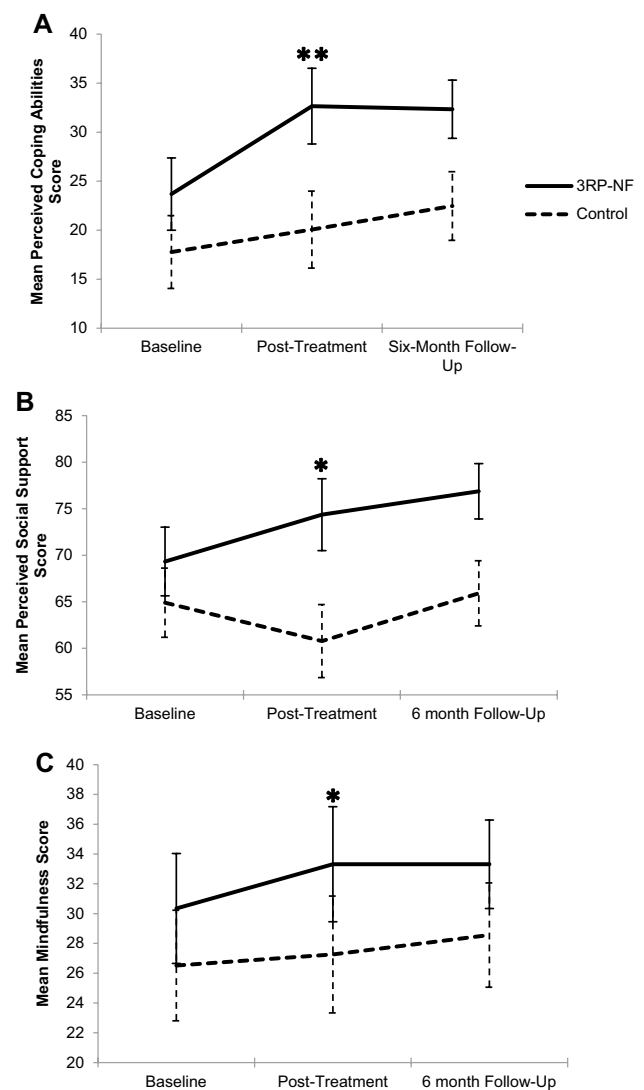 A
Mean Perceived Coping Abilities
Score
40
35
30
25
20
15
10
**
3RP-NF
Control
Baseline
Post-Treatment
Six-Month Follow-
Up
B
Mean Perceived Social Support
Score
85
80
75
70
65
60
55
*
Baseline
Post-Treatment
6 month Follow-Up
C
Mean Mindfulness Score
40
38
36
34
32
30
28
26
24
22
20
*
Baseline
Post-Treatment
6 month Follow-Up